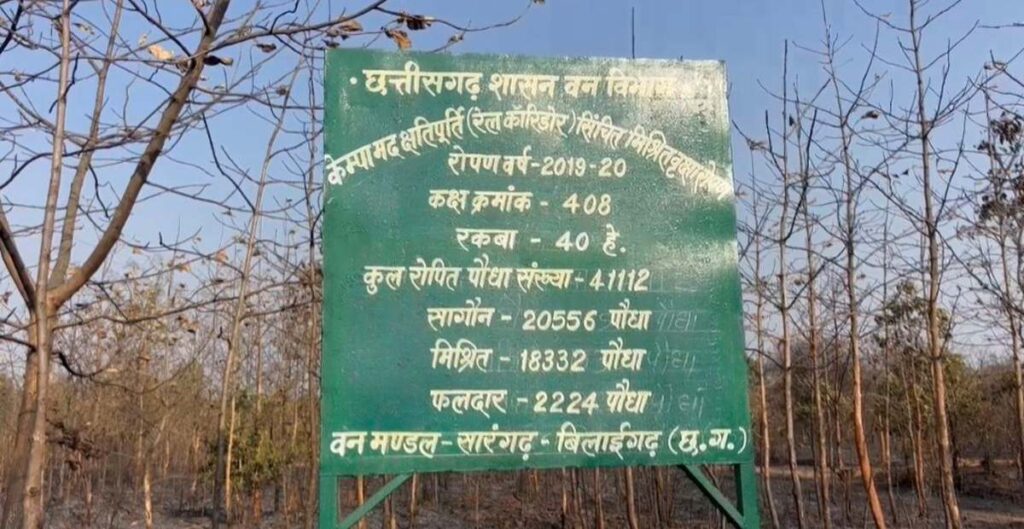 छत्तीसगढ़ शासन वन विभाग
केम्पा मद क्षतिपूर्ति (रेल कॉरिडोर) सिंचित मिश्रित वृक्षारोपण
रोपण वर्ष - 2019-20
कक्ष क्रमांक - 408
रकबा - 40 हे.
कुल रोपित पौधा संख्या - 41112
सागौन - 20556 पौधा
मिश्रित - 18332 पौधा
फलदार - 2224 पौधा
वन मण्डल - सारंगढ़ - बिलाईगढ़ (छ.ग.)